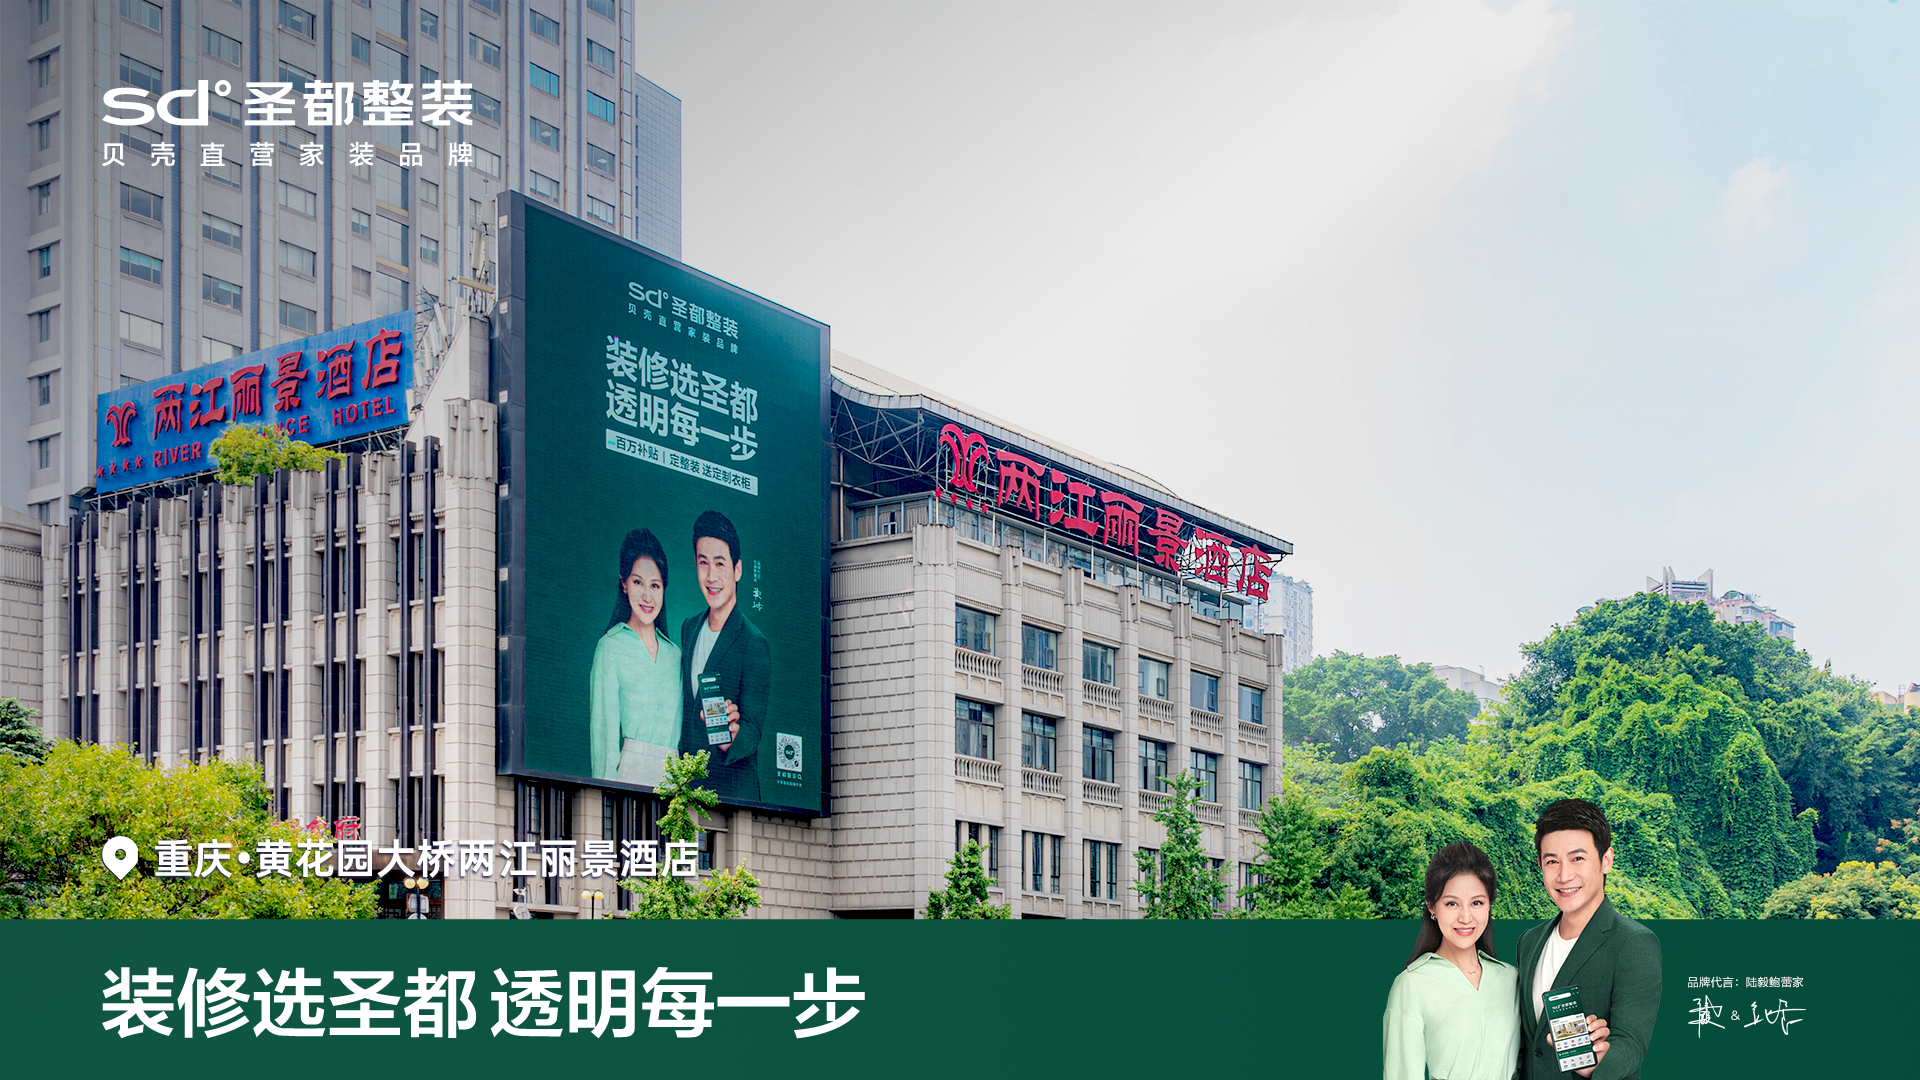 sd°圣都整装
贝壳直营家装品牌
sd°圣都整装
贝壳直营家装品牌
装修选圣都
透明每一步
百万补贴 | 定整装 送定制衣柜
两江丽景酒店
★★★★ RIVER NCE HOTEL
两江丽景酒店
重庆•黄花园大桥两江丽景酒店
装修选圣都 透明每一步
品牌代言：陆毅鲍蕾家
&